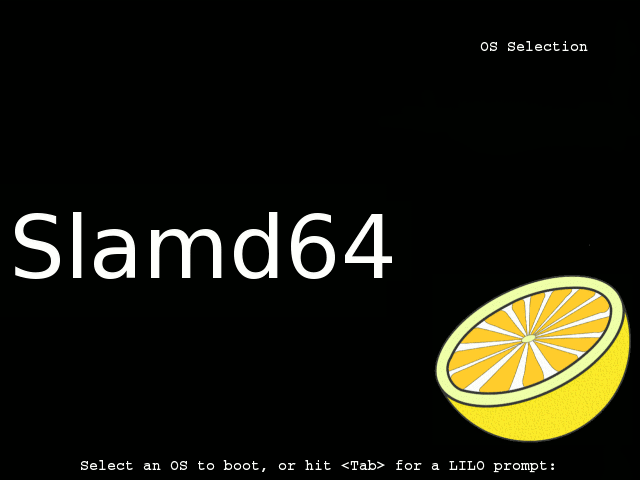 OS Selection
Slamd64
Select an OS to boot, or hit <Tab> for a LILO prompt: